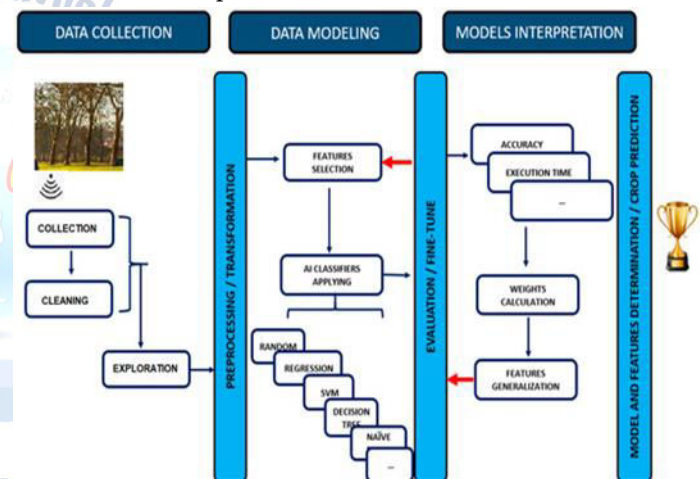 DATA COLLECTION
DATA MODELING
MODELS INTERPRETATION
COLLECTION
CLEANING
EXPLORATION
PREPROCESSING / TRANSFORMATION
FEATURES
SELECTION
AI CLASSIFIERS
APPLYING
RANDOM
REGRESSION
SVM
DECISION
TREE
NAÏVE
...
EVALUATION / FINE-TUNE
ACCURACY
EXECUTION TIME
...
WEIGHTS
CALCULATION
FEATURES
GENERALIZATION
MODEL AND FEATURES DETERMINATION / CROP PREDICTION